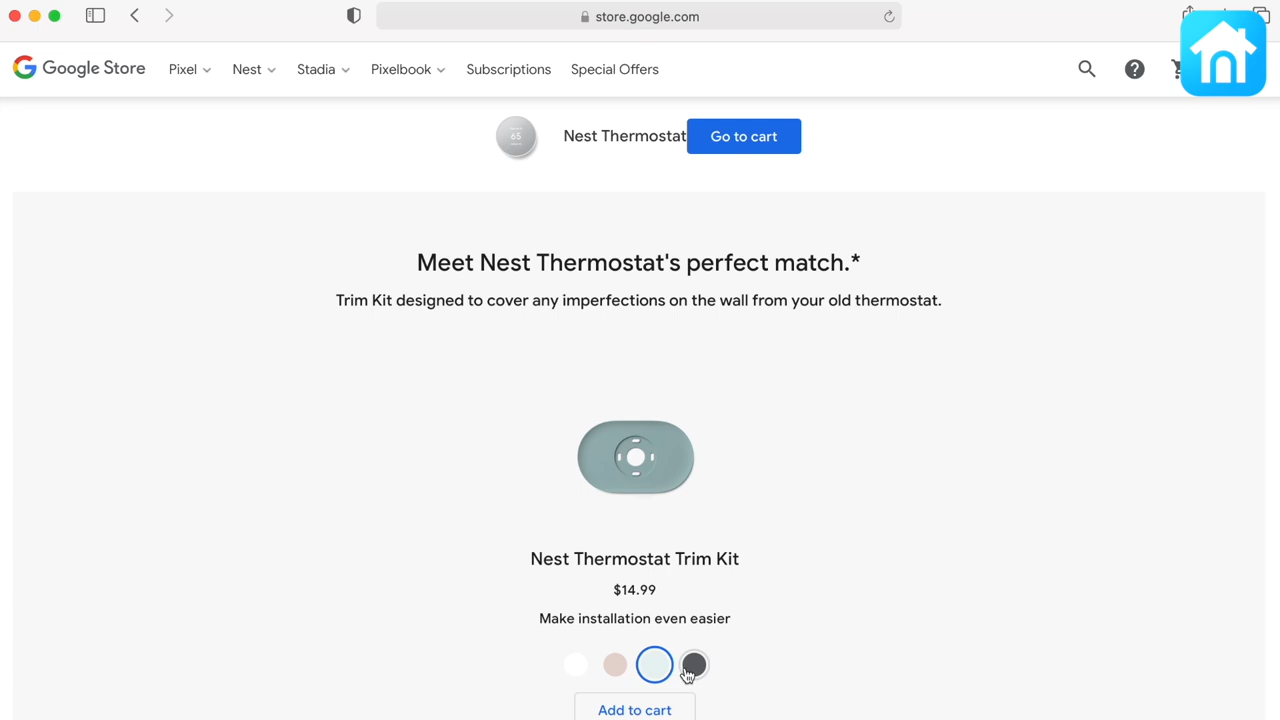 store.google.com
Google Store
Pixel
Nest
Stadia
Pixelbook
Subscriptions
Special Offers
65
Nest Thermostat
Go to cart
Meet Nest Thermostat's perfect match.*
Trim Kit designed to cover any imperfections on the wall from your old thermostat.
Nest Thermostat Trim Kit
$14.99
Make installation even easier
Add to cart